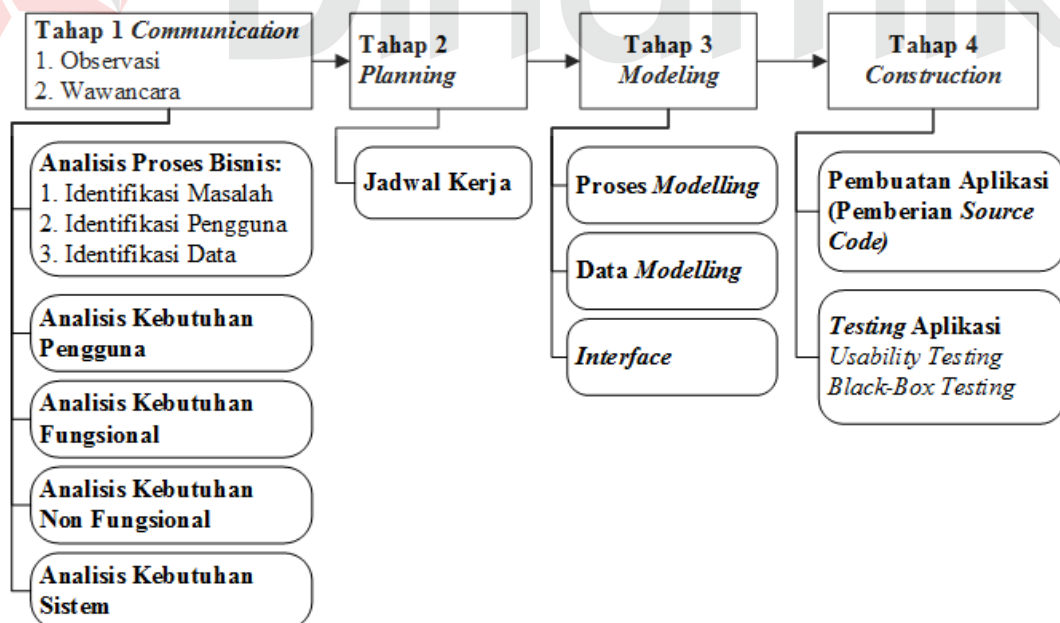 Tahap 1 Communication
1. Observasi
2. Wawancara
Analisis Proses Bisnis:
1. Identifikasi Masalah
2. Identifikasi Pengguna
3. Identifikasi Data
Analisis Kebutuhan
Pengguna
Analisis Kebutuhan
Fungsional
Analisis Kebutuhan
Non Fungsional
Analisis Kebutuhan
Sistem
Tahap 2
Planning
Jadwal Kerja
Tahap 3
Modeling
Proses Modelling
Data Modelling
Interface
Tahap 4
Construction
Pembuatan Aplikasi
(Pemberian Source
Code)
Testing Aplikasi
Usability Testing
Black-Box Testing